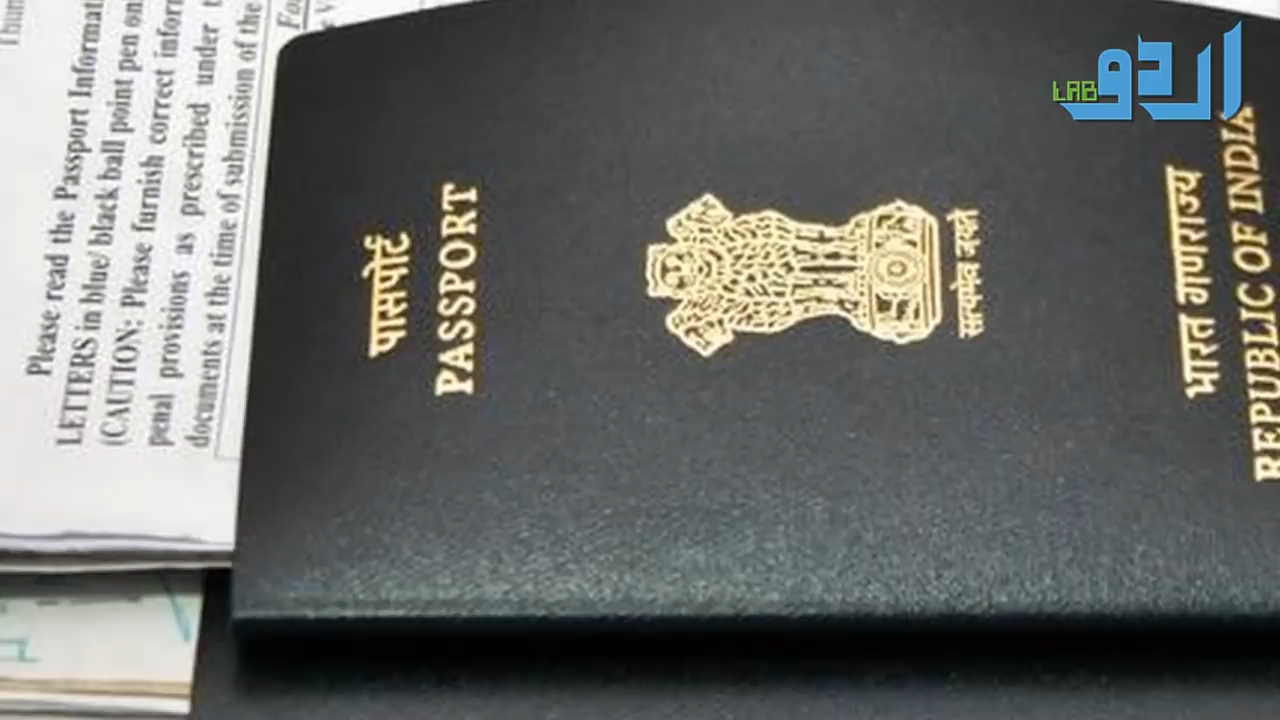 Please read the Passport Informat
LETTERS in blue/ black ball point pen on
(CAUTION: Please furnish correct infor
penal provisions as prescribed under
documents at the time of submission of the
पासपोर्ट
PASSPORT
सत्यमेव जयते
भारत गणराज्य
REPUBLIC OF INDIA
LAB
اردو